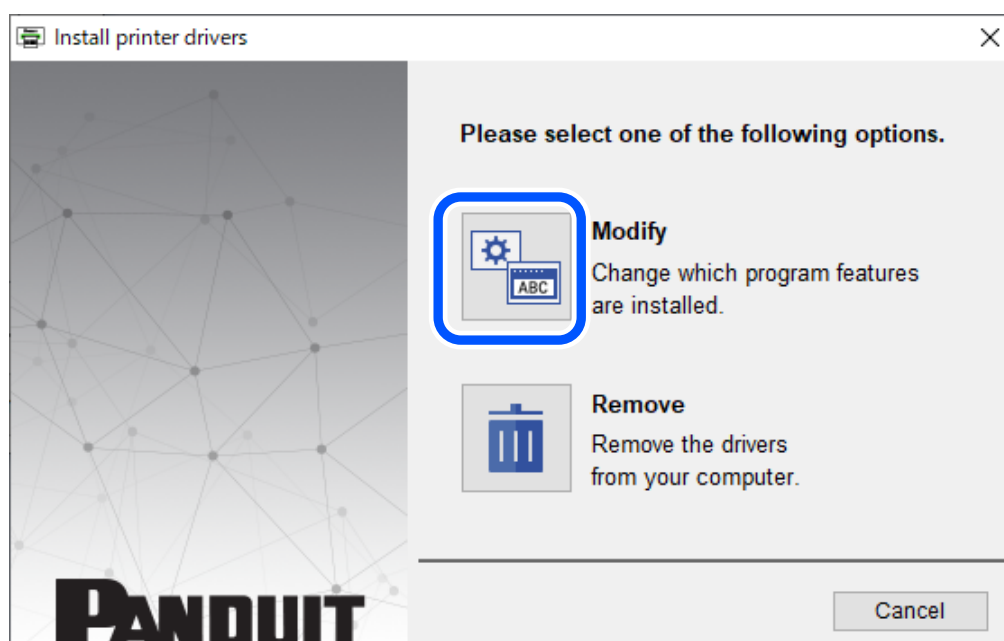 Install printer drivers
Please select one of the following options.
Modify
Change which program features
are installed.
ABC
Remove
Remove the drivers
from your computer.
PANDUIT
Cancel